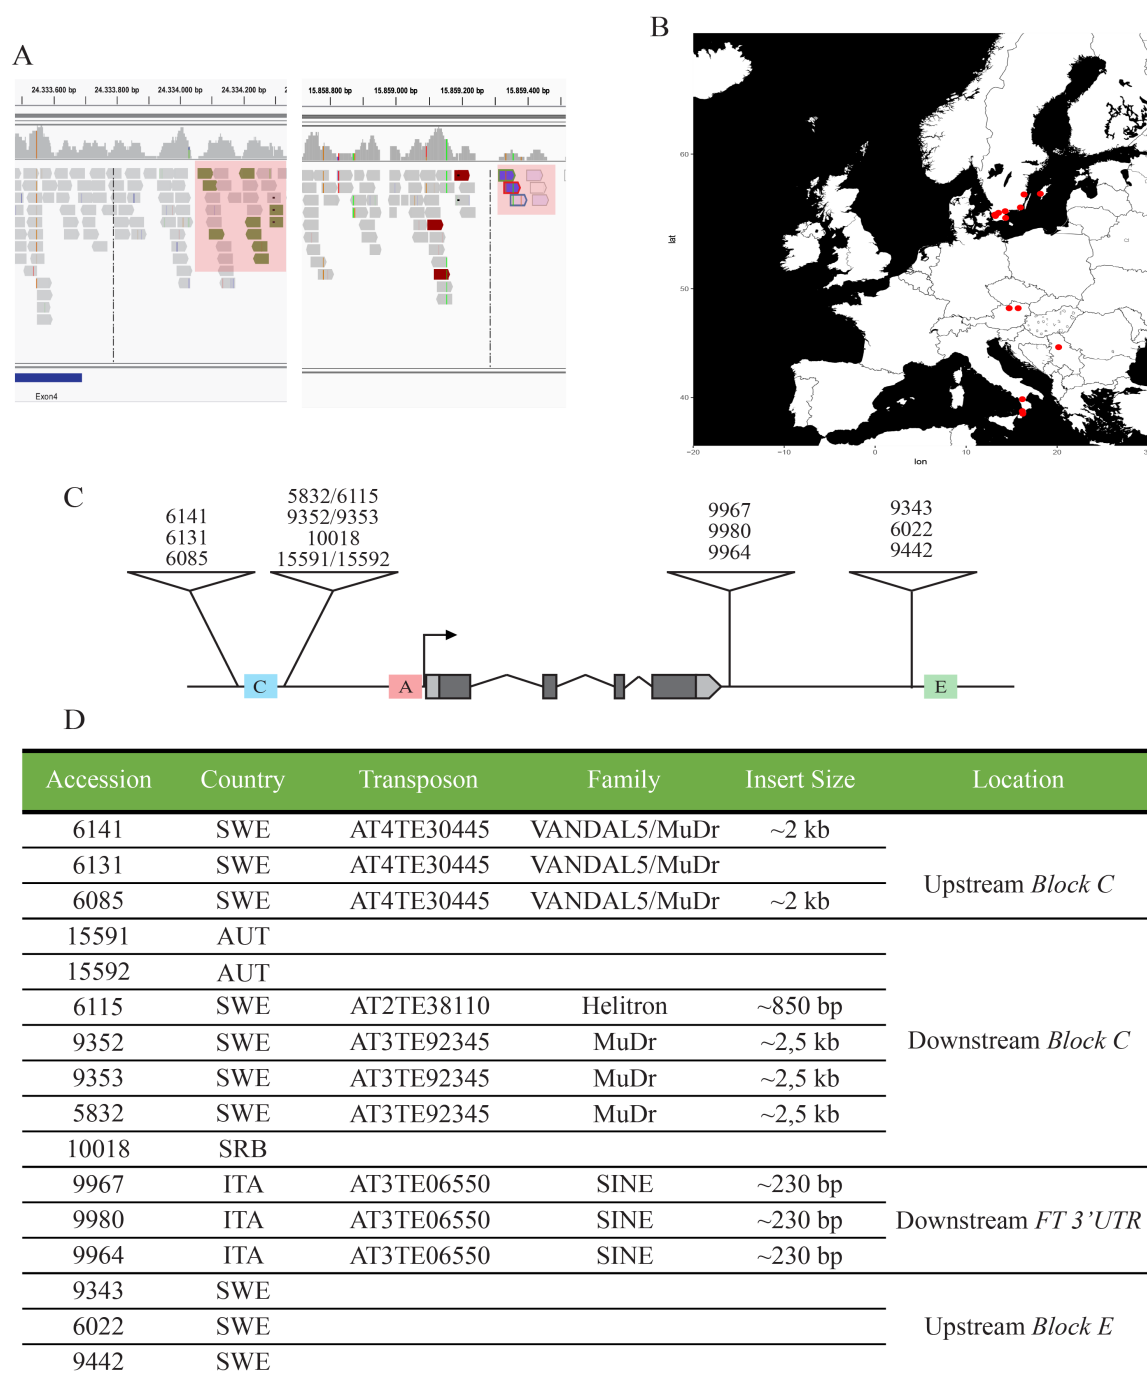 A
24.333.600 bp 24.333.800 bp 24.334.000 bp 24.334.200 bp 2
15.858.800 bp 15.859.000 bp 15.859.200 bp 15.859.400 bp
Exon4
B
60
50
40
lat
−20 −10 0 10 20 30
lon
C
6141
6131
6085
5832/6115
9352/9353
10018
15591/15592
9967
9980
9964
9343
6022
9442
C A E
D
Accession Country Transposon Family Insert Size Location
6141 SWE AT4TE30445 VANDAL5/MuDr ~2 kb
6131 SWE AT4TE30445 VANDAL5/MuDr
Upstream Block C
6085 SWE AT4TE30445 VANDAL5/MuDr ~2 kb
15591 AUT
15592 AUT
6115 SWE AT2TE38110 Helitron ~850 bp
9352 SWE AT3TE92345 MuDr ~2,5 kb Downstream Block C
9353 SWE AT3TE92345 MuDr ~2,5 kb
5832 SWE AT3TE92345 MuDr ~2,5 kb
10018 SRB
9967 ITA AT3TE06550 SINE ~230 bp
9980 ITA AT3TE06550 SINE ~230 bp Downstream FT 3’UTR
9964 ITA AT3TE06550 SINE ~230 bp
9343 SWE
6022 SWE Upstream Block E
9442 SWE